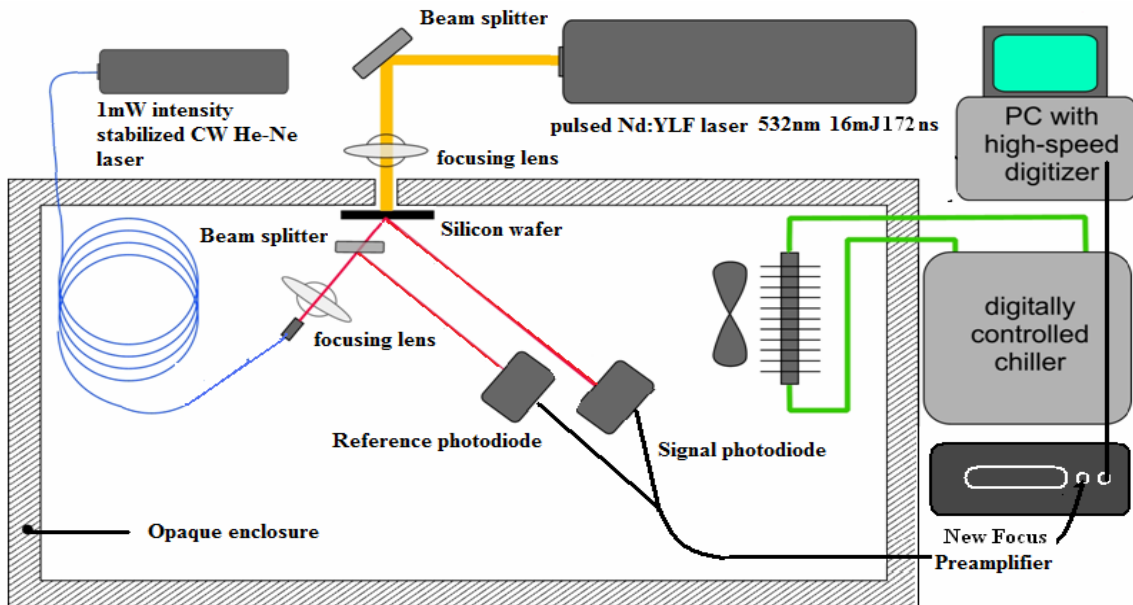 Beam splitter
1mW intensity
stabilized CW He-Ne
laser
pulsed Nd:YLF laser 532nm 16mJ172 ns
PC with
high-speed
digitizer
focusing lens
Silicon wafer
Beam splitter
focusing lens
digitally
controlled
chiller
Reference photodiode
Signal photodiode
Opaque enclosure
New Focus
Preamplifier